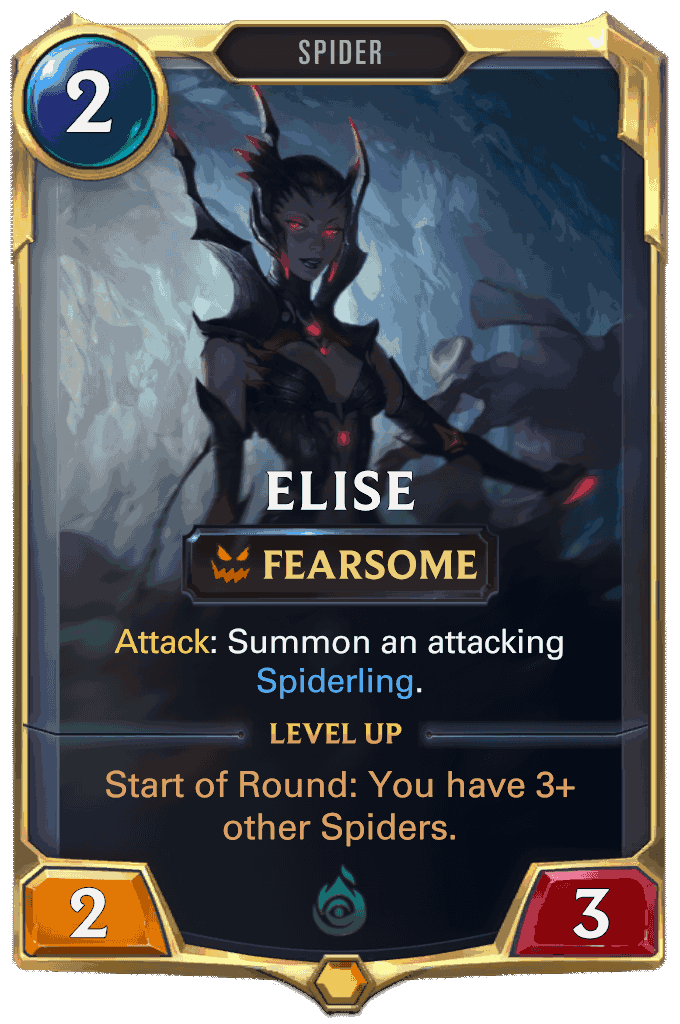 SPIDER
2
ELISE
FEARSOME
Attack: Summon an attacking
Spiderling.
LEVEL UP
Start of Round: You have 3+
other Spiders.
2
3